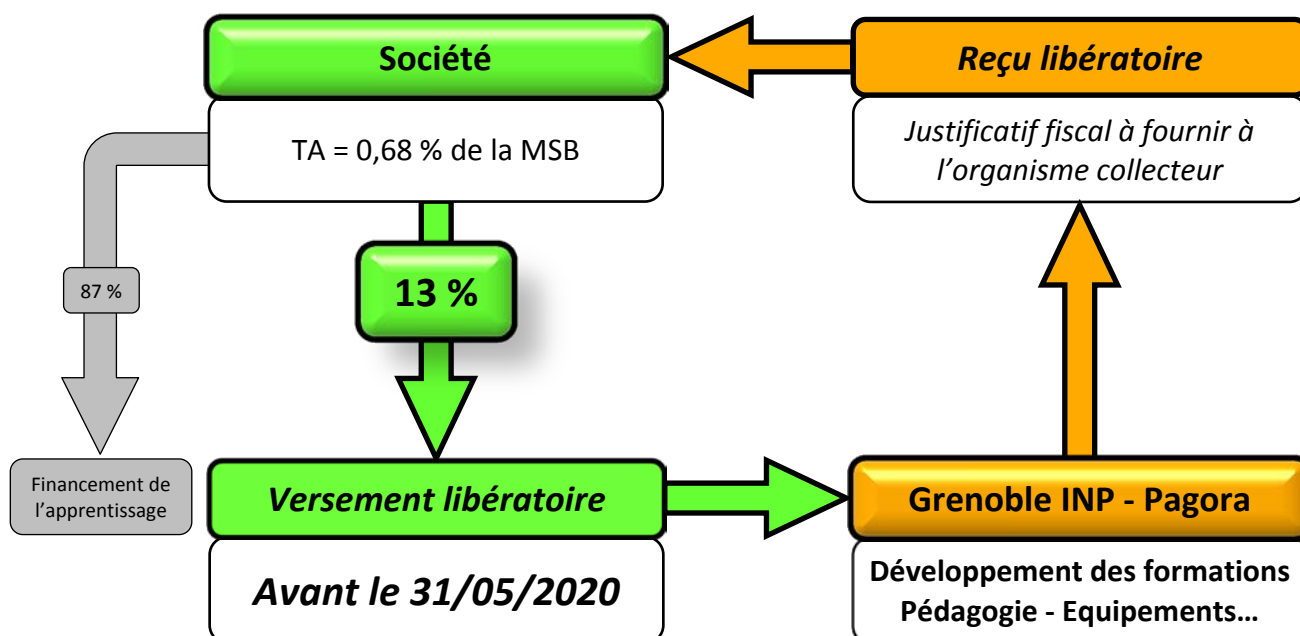 Société
TA = 0,68 % de la MSB
Reçu libératoire
Justificatif fiscal à fournir à
l’organisme collecteur
87 %
13 %
Financement de
l’apprentissage
Versement libératoire
Avant le 31/05/2020
Grenoble INP - Pagora
Développement des formations
Pédagogie - Equipements…